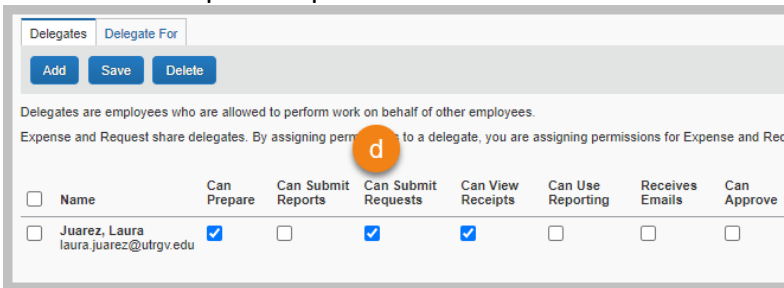 Delegates Delegate For
Add Save Delete
Delegates are employees who are allowed to perform work on behalf of other employees.
Expense and Request share delegates. By assigning to a delegate, you are assigning permissions for Expense and
d
Name Can Prepare Can Submit Reports Can Submit Requests Can View Receipts Can Use Reporting Receives Emails Can Approve
Juarez, Laura
laura.juarez@utrgv.edu